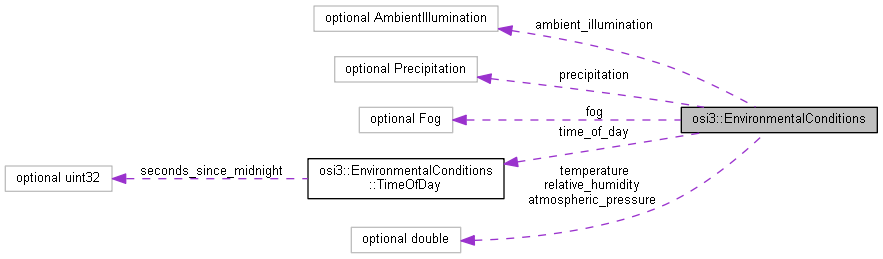 optional AmbientIllumination
ambient_illumination
optional Precipitation
precipitation
optional Fog
fog
osi3::EnvironmentalConditions
time_of_day
optional uint32
seconds_since_midnight
osi3::EnvironmentalConditions
::TimeOfDay
temperature
relative_humidity
atmospheric_pressure
optional double